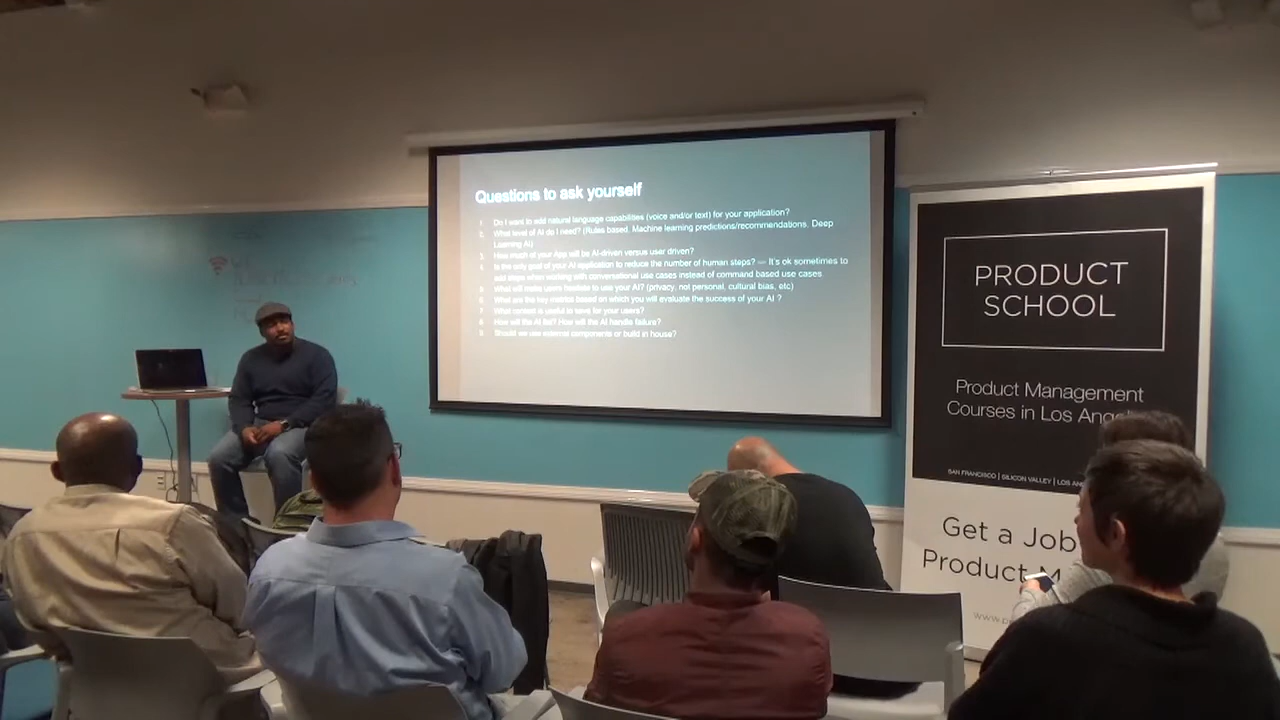 Questions to ask yourself
1. Do I want to add natural language capabilities (voice and/or text) for your application?
2. What level of AI do I need? (Rules based, Machine learning predictions/recommendations, Deep
Learning AI)
3. How much of your App will be AI-driven versus user driven?
4. Is the only goal of your AI application to reduce the number of human steps? — It's ok sometimes to
add steps when working with conversational use cases instead of command based use cases
5. What will make users hesitate to use your AI? (privacy, not personal, cultural bias, etc)
6. What are the key metrics based on which you will evaluate the success of your AI ?
7. What context is useful to save for your users?
8. How will the AI fail? How will the AI handle failure?
9. Should we use external components or build in house?
PRODUCT
SCHOOL
Product Management
Courses in Los
SAN FRANCISCO | SILICON VALLEY | LOS
Get a Job
Product